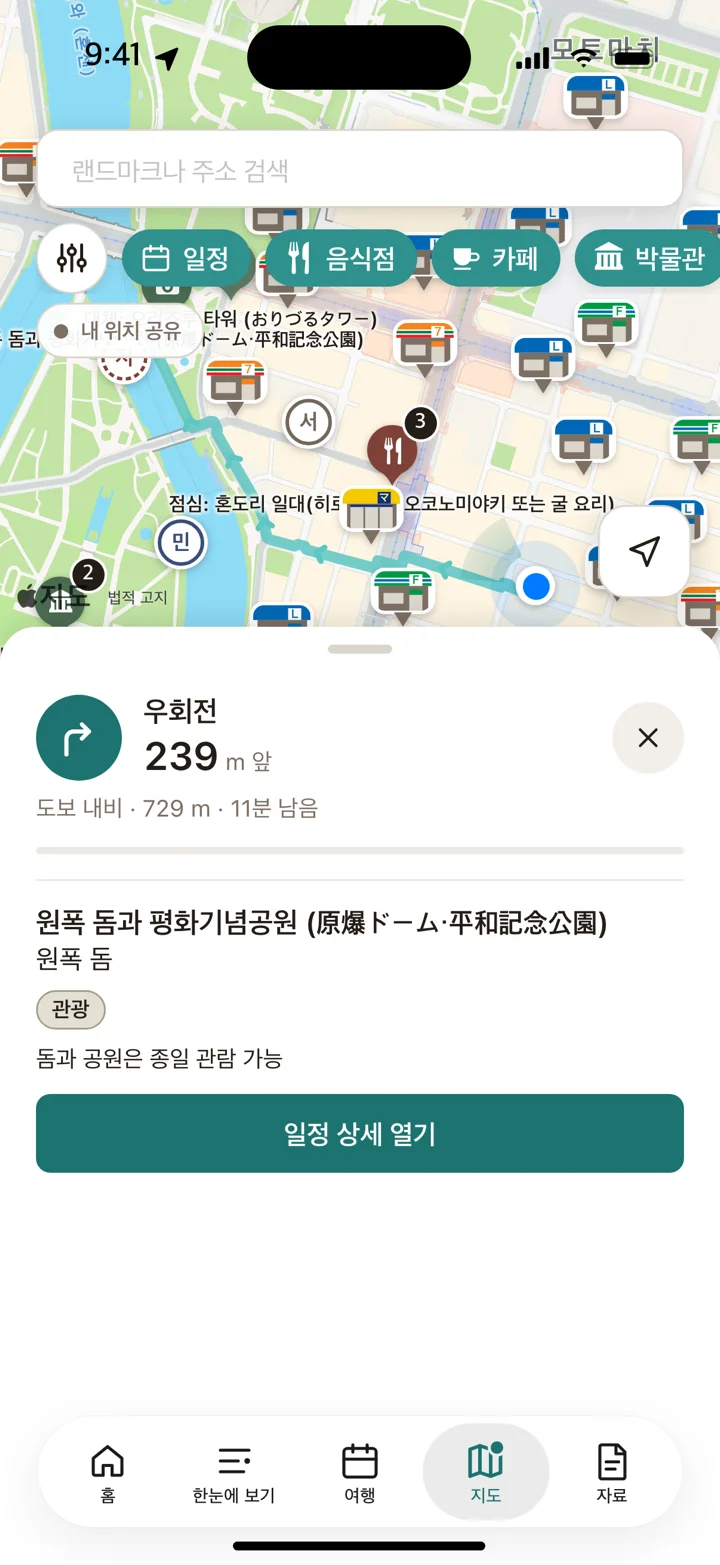 9:41
모토마치
랜드마크나 주소 검색
일정
음식점
카페
박물관
내 위치 공유
타워 (おりづるタワー)
ドーム·平和記念公園)
서
3
점심: 혼도리 일대(히로
오코노미야키 또는 굴 요리)
민
2
지도
법적 고지
우회전
239 m 앞
도보 내비 · 729 m · 11분 남음
원폭 돔과 평화기념공원 (原爆ドーム·平和記念公園)
원폭 돔
관광
돔과 공원은 종일 관람 가능
일정 상세 열기
홈
한눈에 보기
여행
지도
자료